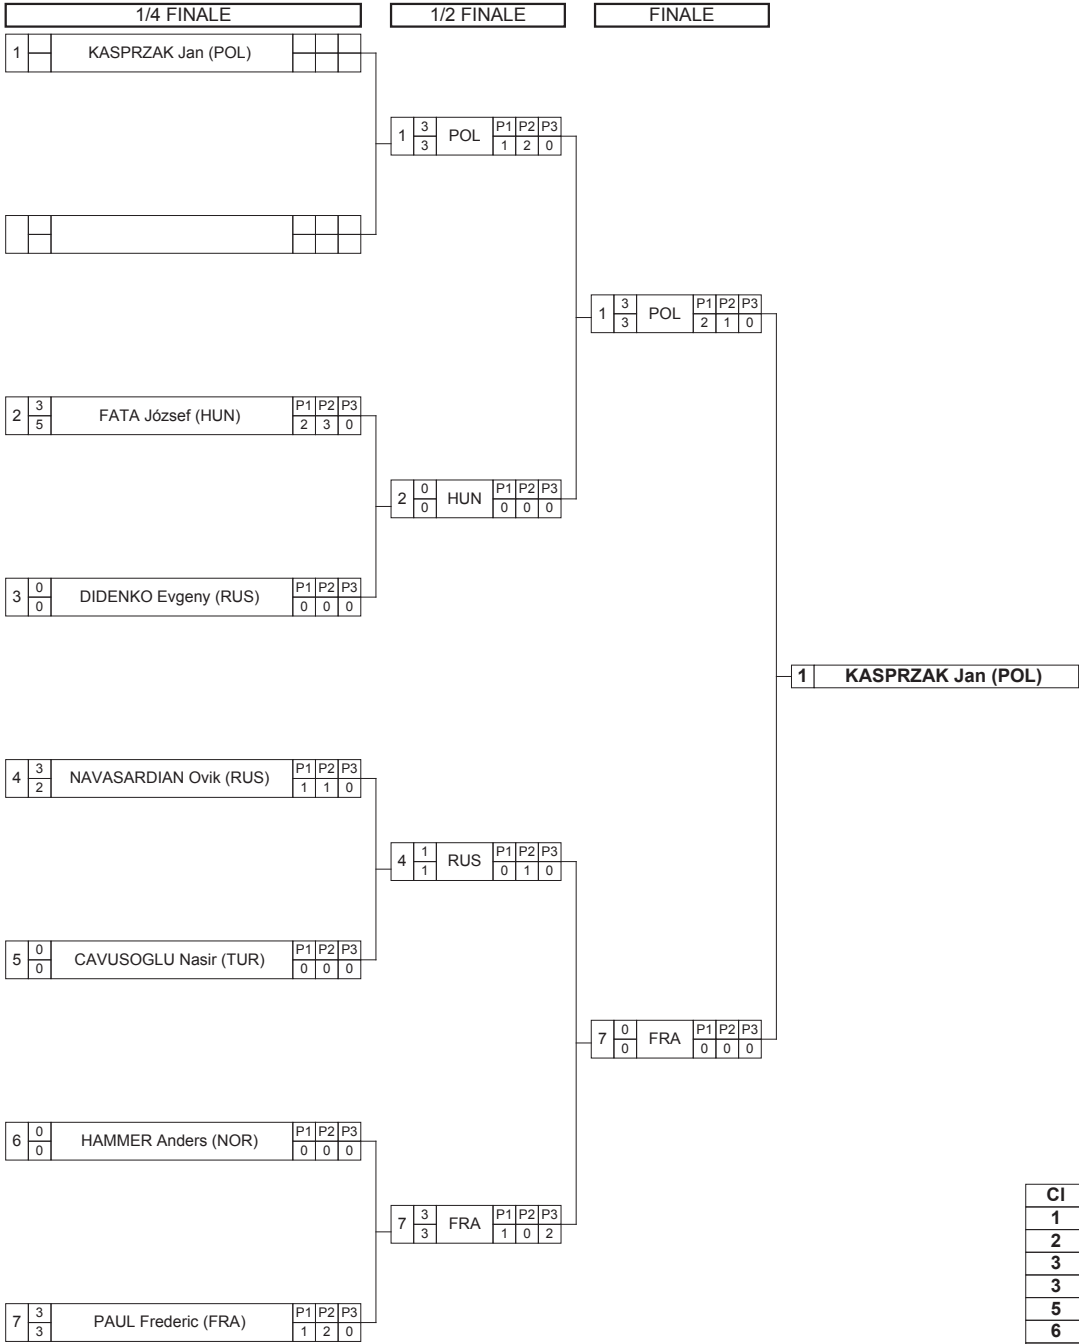 1/4 FINALE 1/2 FINALE FINALE
1 KASPRZAK Jan (POL)
1 3 POL P1 P2 P3
3 1 2 0
1 3 POL P1 P2 P3
3 2 1 0
2 3 FATA József (HUN) P1 P2 P3
5 2 3 0
2 0 HUN P1 P2 P3
0 0 0 0
3 0 DIDENKO Evgeny (RUS) P1 P2 P3
0 0 0 0
1 KASPRZAK Jan (POL)
4 3 NAVASARDIAN Ovik (RUS) P1 P2 P3
2 1 1 0
4 1 RUS P1 P2 P3
1 0 1 0
5 0 CAVUSOGLU Nasir (TUR) P1 P2 P3
0 0 0 0
7 0 FRA P1 P2 P3
0 0 0 0
6 0 HAMMER Anders (NOR) P1 P2 P3
0 0 0 0
7 3 FRA P1 P2 P3
3 1 0 2
7 3 PAUL Frederic (FRA) P1 P2 P3
3 1 2 0
Cl
1
2
3
3
5
6